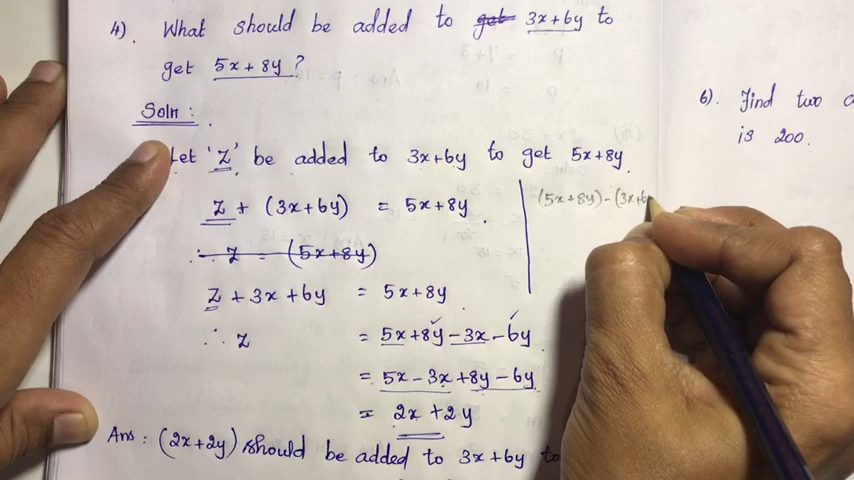 4). What should be added to get 3x+6y to
get 5x+8y?
Soln :
Let 'Z' be added to 3x+6y to get 5x+8y.
Z + (3x+6y) = 5x+8y.
∴ z = (5x+8y)
Z + 3x + 6y = 5x+8y
∴ z = 5x+8y-3x-6y
= 5x-3x+8y-6y
= 2x+2y
Ans : (2x+2y) should be added to 3x+6y to
(5x+8y)-(3x+6
6). Find two
is 200.